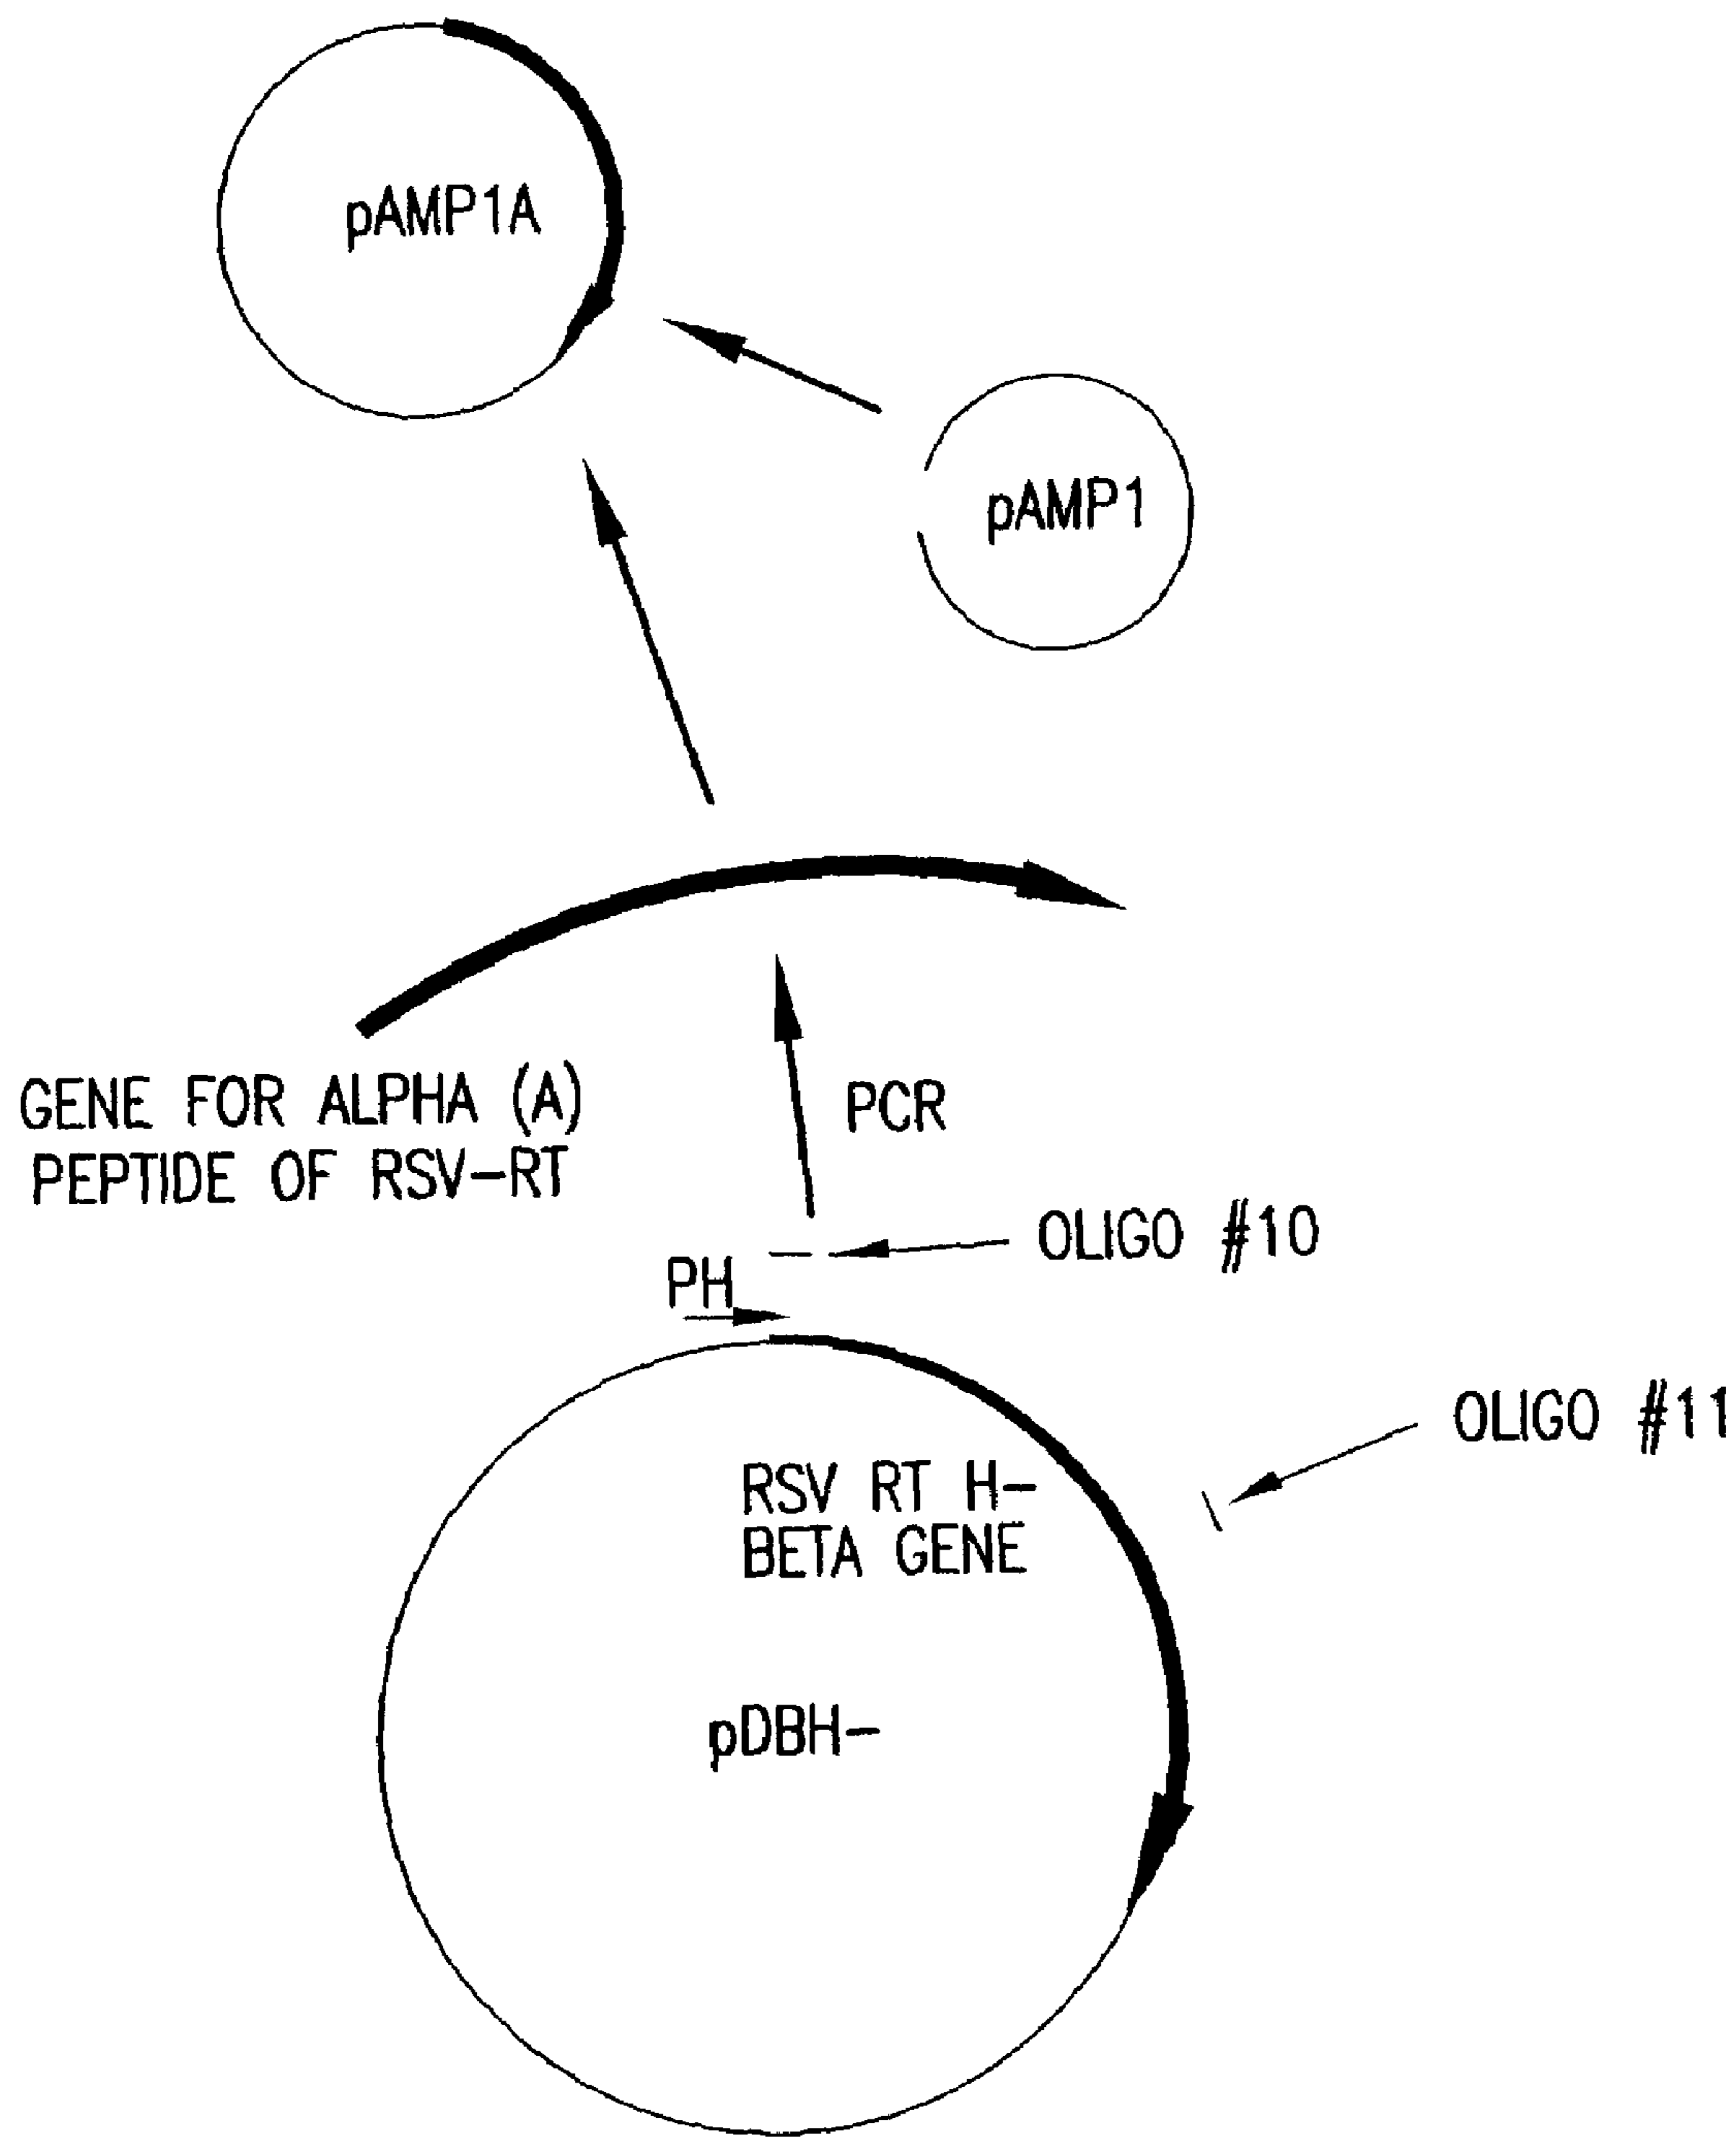 pAMP1A
pAMP1
GENE FOR ALPHA (A)
PEPTIDE OF RSV-RT
PCR
OLIGO #10
PH
OLIGO #11
RSV RT H-
BETA GENE
pDBH-